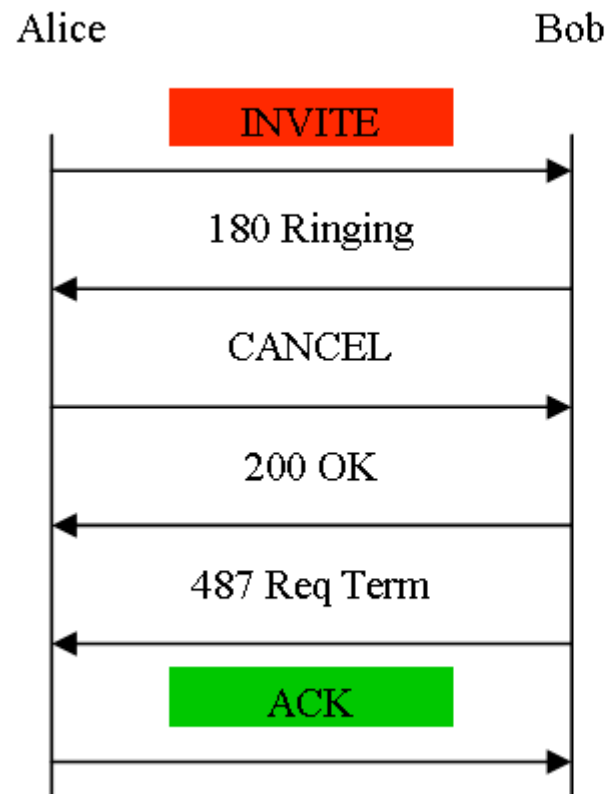 Alice Bob
INVITE
180 Ringing
CANCEL
200 OK
487 Req Term
ACK